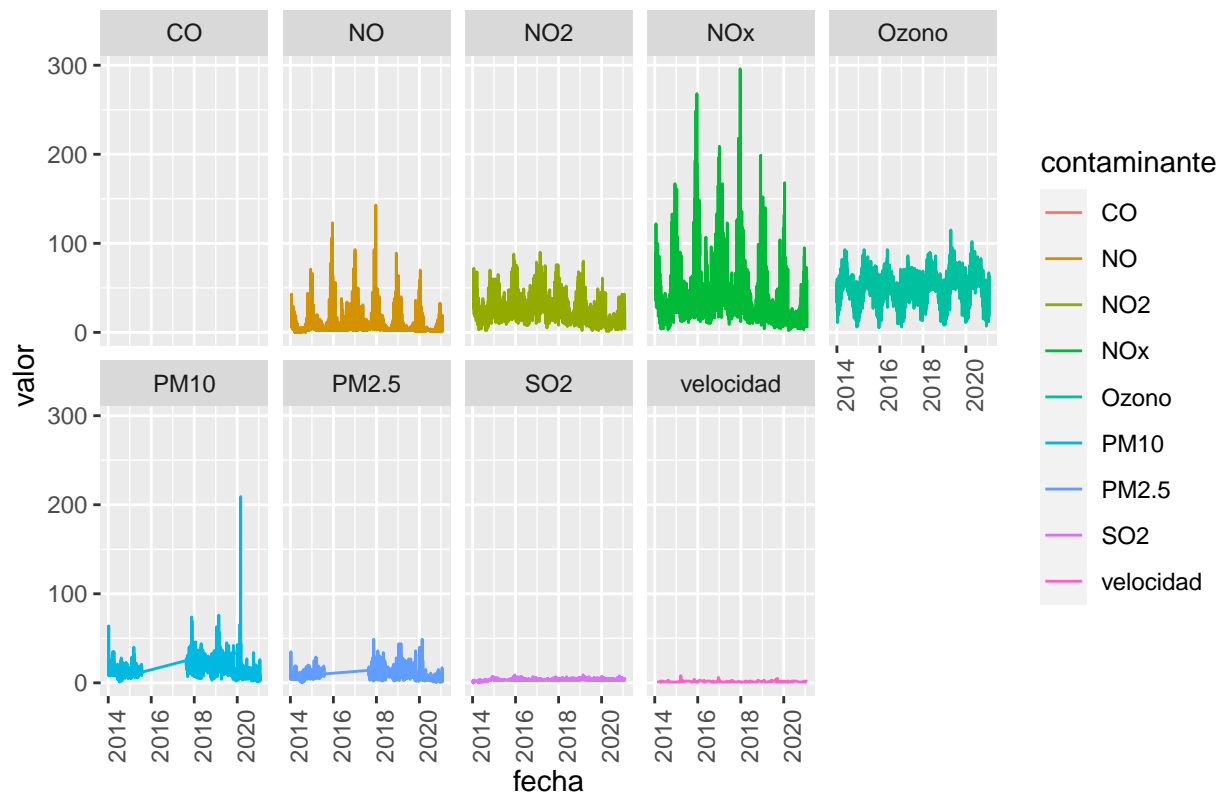 CO NO NO2 NOx Ozono
300
200
100
0
2014 2016 2018 2020
PM10 PM2.5 SO2 velocidad
300
200
100
0
2014 2016 2018 2020 2014 2016 2018 2020 2014 2016 2018 2020 2014 2016 2018 2020
valor
fecha
contaminante
CO
NO
NO2
NOx
Ozono
PM10
PM2.5
SO2
velocidad